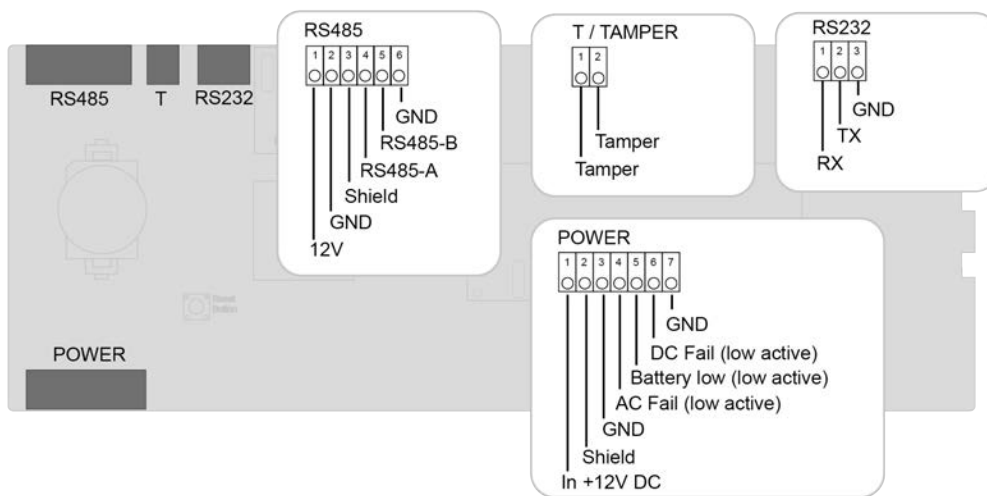 RS485
T
RS232
POWER
Reset
Button
RS485
1 2 3 4 5 6
GND
RS485-B
RS485-A
Shield
GND
12V
T / TAMPER
1 2
Tamper
Tamper
RS232
1 2 3
GND
TX
RX
POWER
1 2 3 4 5 6 7
GND
DC Fail (low active)
Battery low (low active)
AC Fail (low active)
GND
Shield
In +12V DC